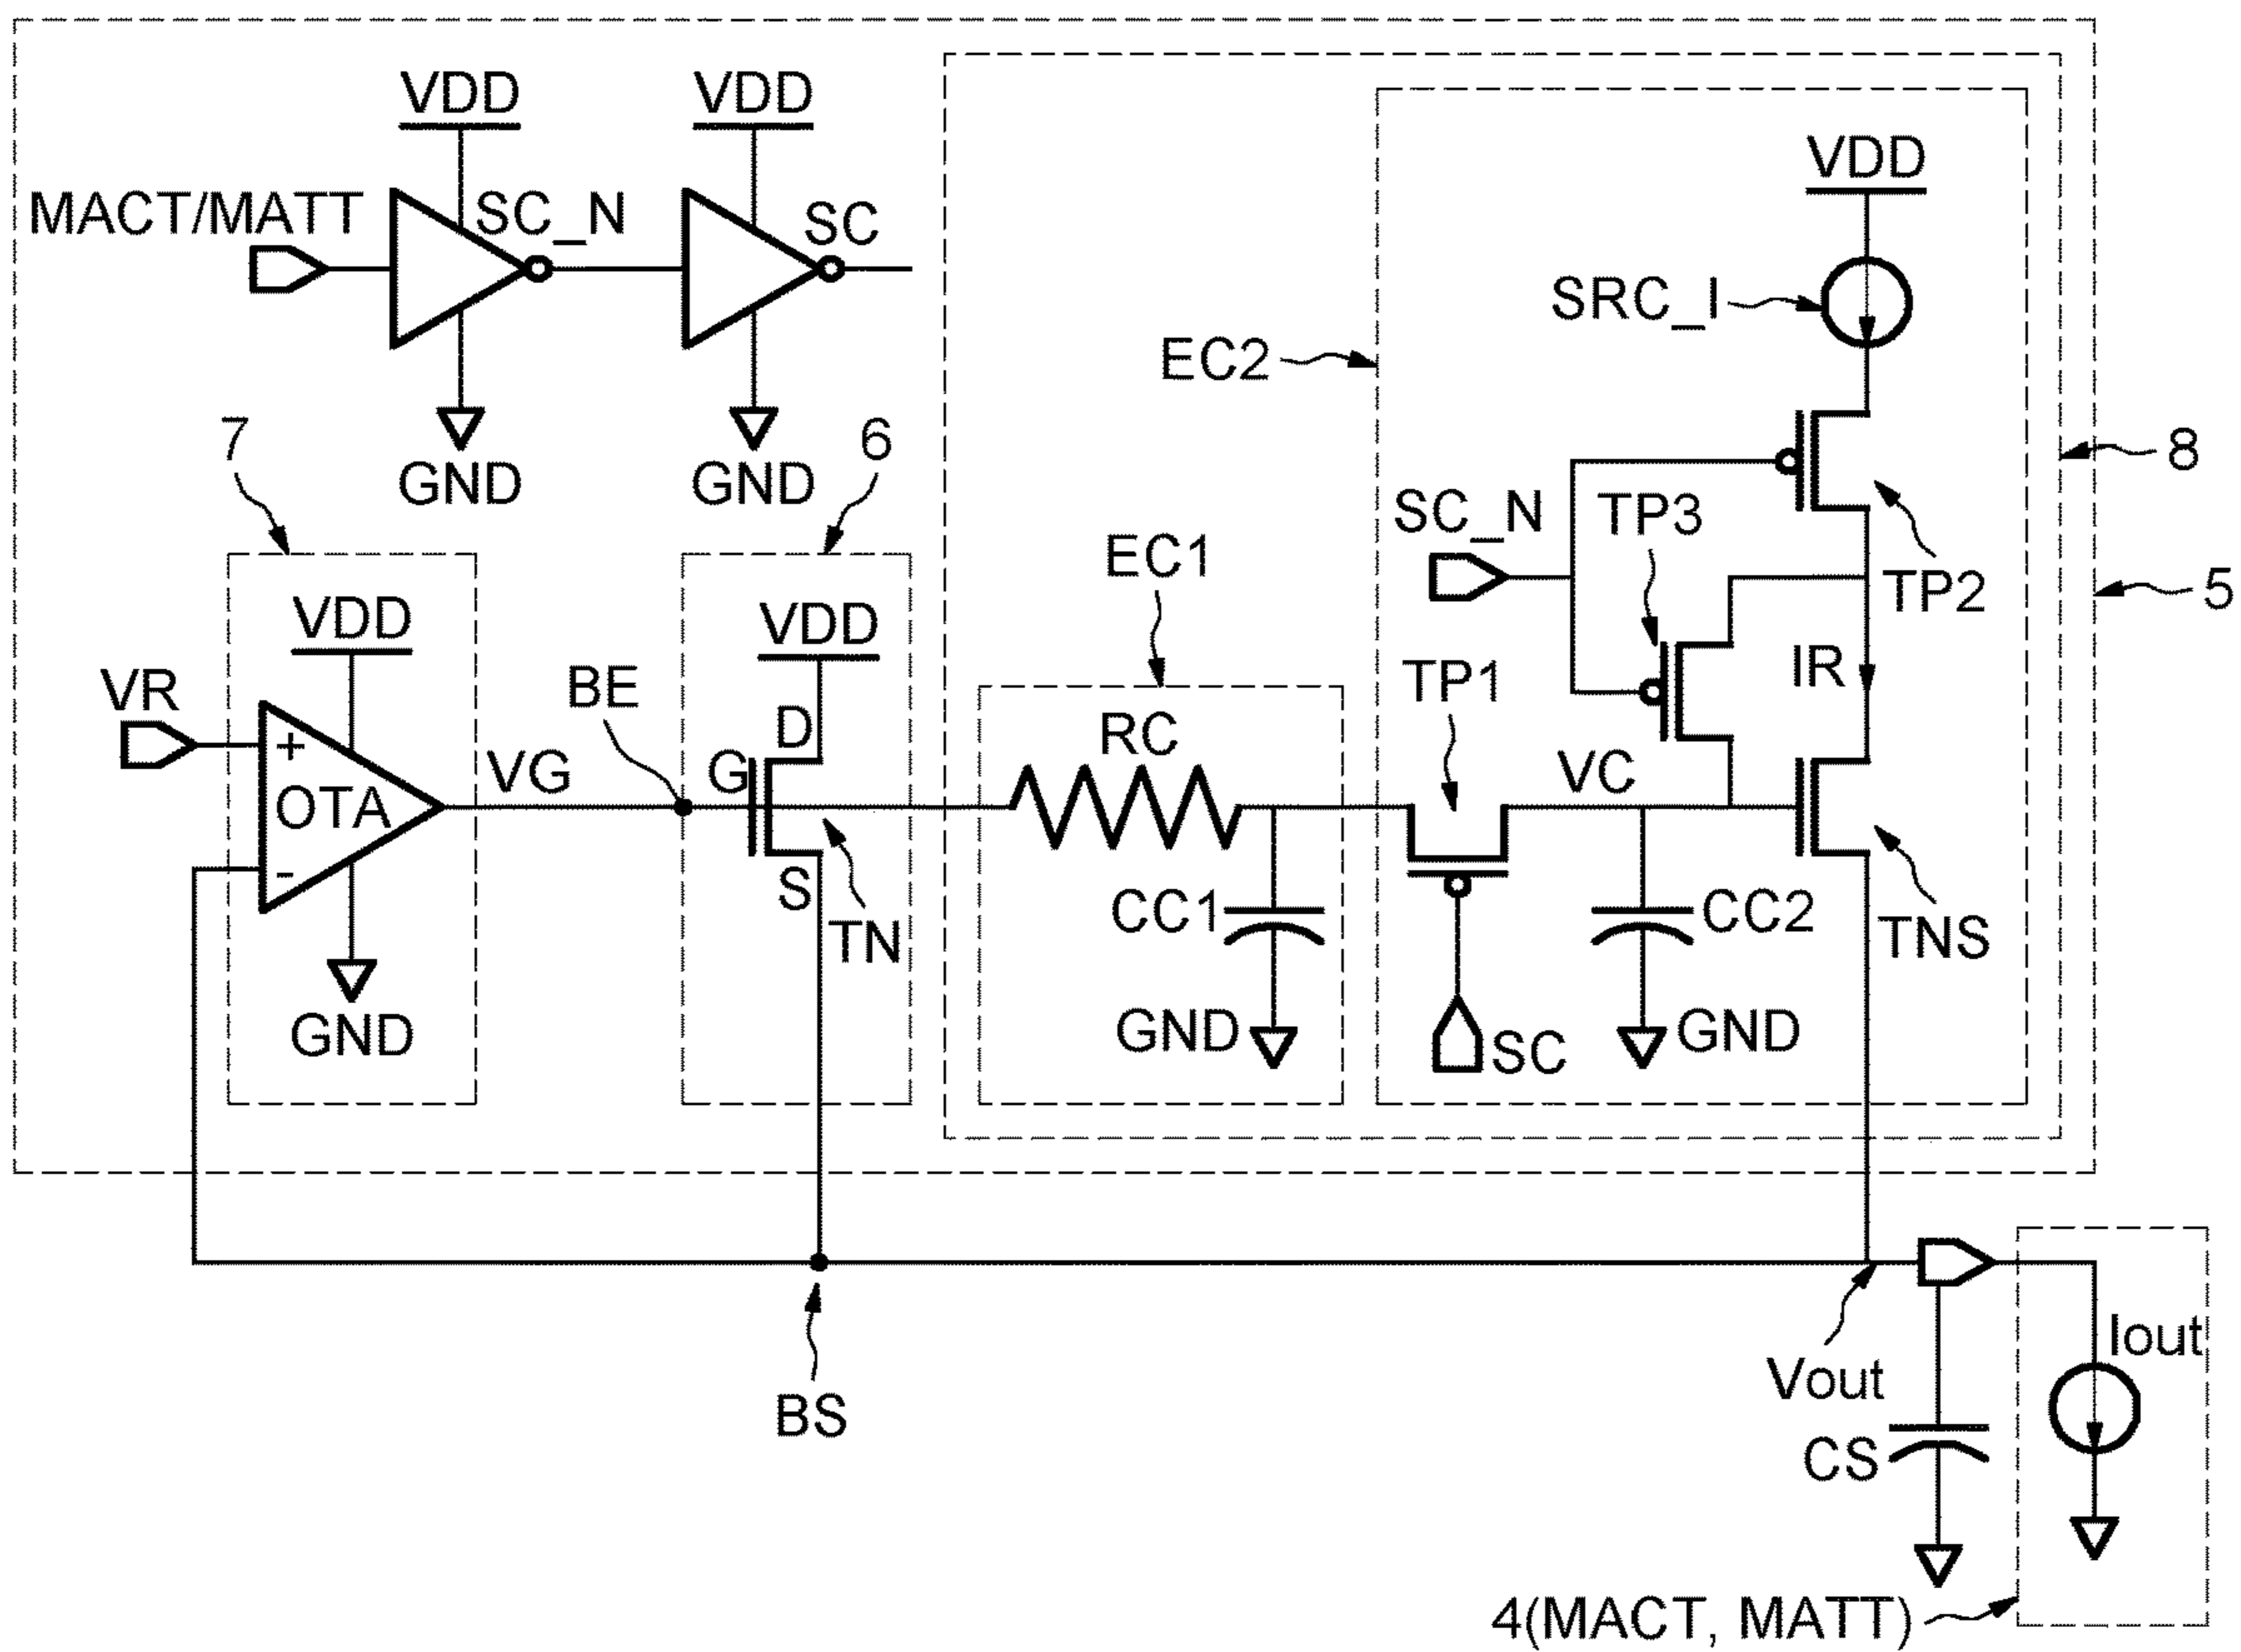 VDD
VDD
MACT/MATT
SC_N
SC
VDD
SRC_I
EC2
7
6
GND
GND
8
SC_N
TP3
EC1
TP2
5
VDD
VDD
VR
BE
TP1
IR
D
RC
+
OTA
VG
G
VC
-
S
CC1
CC2
TN
TNS
GND
GND
SC
GND
Iout
Vout
BS
CS
4(MACT, MATT)